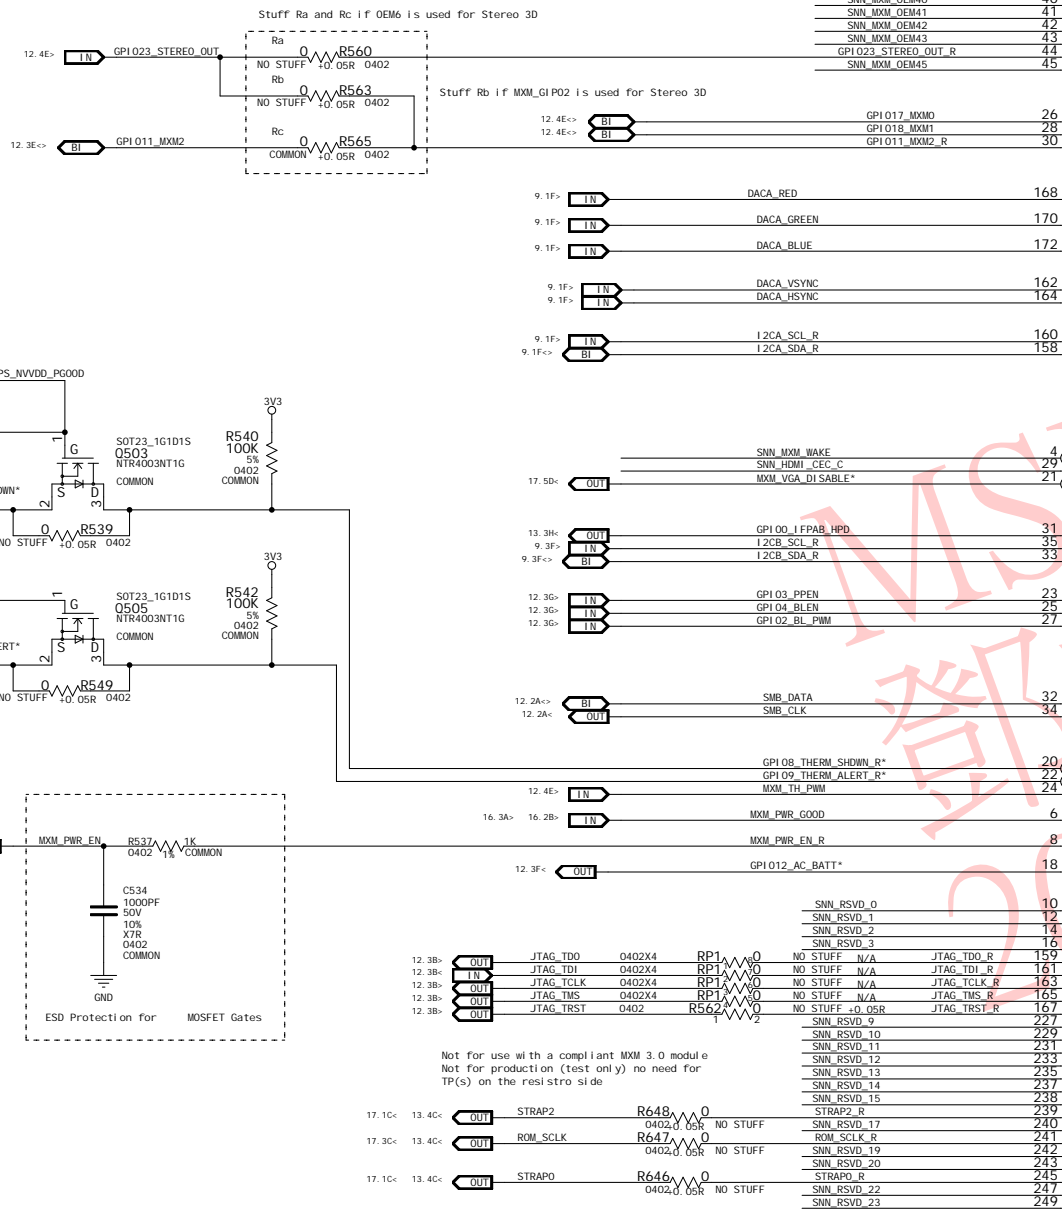 SNN_MXM_OEM41 41
Stuff Ra and Rc if OEM6 is used for Stereo 3D
SNN_MXM_OEM42 42
SNN_MXM_OEM43 43
12.4E> IN GPIO23_STEREO_OUT
Ra
0 R560
NO STUFF +0.05R 0402
GPIO23_STEREO_OUT_R 44
SNN_MXM_OEM45 45
Rb
0 R563
NO STUFF +0.05R 0402
Stuff Rb if MXM_GIPO2 is used for Stereo 3D
12.4E<> BI GPIO17_MXM0 26
12.4E<> BI GPIO18_MXM1 28
12.3E<> BI GPIO11_MXM2
Rc
0 R565
COMMON +0.05R 0402
GPIO11_MXM2_R 30
9.1F> IN DACA_RED 168
9.1F> IN DACA_GREEN 170
9.1F> IN DACA_BLUE 172
9.1F> IN DACA_VSYNC 162
9.1F> IN DACA_HSYNC 164
9.1F> IN I2CA_SCL_R 160
9.1F<> BI I2CA_SDA_R 158
PS_NVVDD_PGOOD
3V3
1 G S D 2 3
SOT23_1G1D1S
Q503
NTR4003NT1G
COMMON
R540
100K
5%
0402
COMMON
OWN*
0 R539
NO STUFF +0.05R 0402
SNN_MXM_WAKE 4
SNN_HDMI_CEC_C 29
17.5D< OUT MXM_VGA_DISABLE* 21
13.3H< OUT GPIO0_IFPAB_HPD 31
9.3F> IN I2CB_SCL_R 35
9.3F<> BI I2CB_SDA_R 33
3V3
1 G S D 2 3
SOT23_1G1D1S
Q505
NTR4003NT1G
COMMON
R542
100K
5%
0402
COMMON
ERT*
0 R549
NO STUFF +0.05R 0402
12.3G> IN GPIO3_PPEN 23
12.3G> IN GPIO4_BLEN 25
12.3G> IN GPIO2_BL_PWM 27
12.2A<> BI SMB_DATA 32
12.2A< OUT SMB_CLK 34
GPIO8_THERM_SHDWN_R* 20
GPIO9_THERM_ALERT_R* 22
12.4E> IN MXM_TH_PWM 24
16.3A> 16.2B> IN MXM_PWR_GOOD 6
MXM_PWR_EN R537 1K
0402 1% COMMON
MXM_PWR_EN_R 8
12.3F< OUT GPIO12_AC_BATT* 18
C534
1000PF
50V
10%
X7R
0402
COMMON
GND
ESD Protection for MOSFET Gates
SNN_RSVD_0 10
SNN_RSVD_1 12
SNN_RSVD_2 14
SNN_RSVD_3 16
12.3B> OUT JTAG_TDO 0402X4 RP1 0 NO STUFF N/A JTAG_TDO_R 159
12.3B< IN JTAG_TDI 0402X4 RP1 0 NO STUFF N/A JTAG_TDI_R 161
12.3B> OUT JTAG_TCLK 0402X4 RP1 0 NO STUFF N/A JTAG_TCLK_R 163
12.3B> OUT JTAG_TMS 0402X4 RP1 0 NO STUFF N/A JTAG_TMS_R 165
12.3B> OUT JTAG_TRST 0402 R562 0 NO STUFF +0.05R JTAG_TRST_R 167
1 2
SNN_RSVD_9 227
SNN_RSVD_10 229
SNN_RSVD_11 231
SNN_RSVD_12 233
SNN_RSVD_13 235
SNN_RSVD_14 237
SNN_RSVD_15 238
Not for use with a compliant MXM 3.0 module
Not for production (test only) no need for
TP(s) on the resistro side
17.1C< 13.4C< OUT STRAP2 R648 0
0402 +0.05R NO STUFF
STRAP2_R 239
SNN_RSVD_17 240
17.3C< 13.4C< OUT ROM_SCLK R647 0
0402 +0.05R NO STUFF
ROM_SCLK_R 241
SNN_RSVD_19 242
SNN_RSVD_20 243
17.1C< 13.4C< OUT STRAP0 R646 0
0402 +0.05R NO STUFF
STRAP0_R 245
SNN_RSVD_22 247
SNN_RSVD_23 249
MS
鄧
20